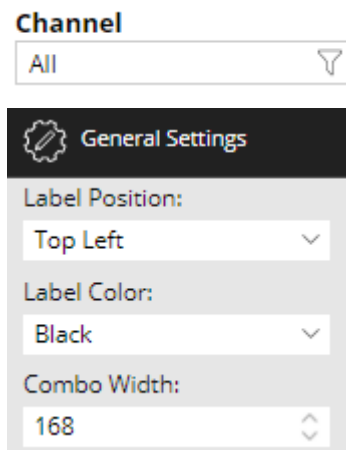 Channel
All
General Settings
Label Position:
Top Left
Label Color:
Black
Combo Width:
168